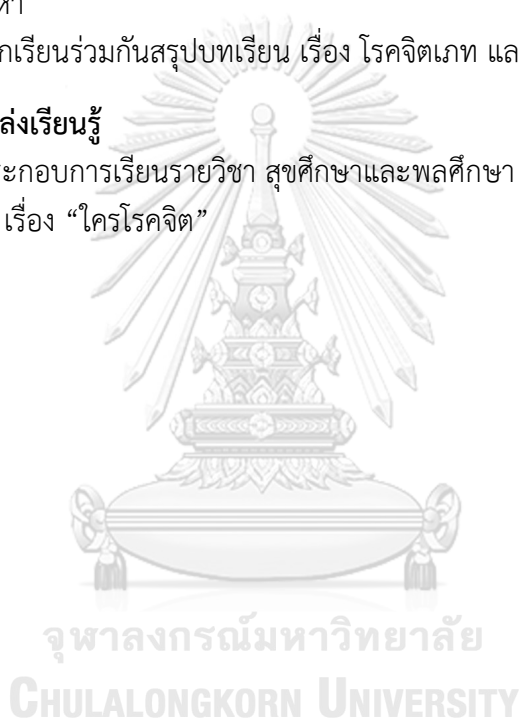 หา
กเรียนร่วมกันสรุปบทเรียน เรื่อง โรคจิตเภท แล
ล่งเรียนรู้
ะกอบการเรียนรายวิชา สุขศึกษาและพลศึกษา
เรื่อง “ใครโรคจิต”
จุฬาลงกรณ์มหาวิทยาลัย
CHULALONGKORN UNIVERSITY